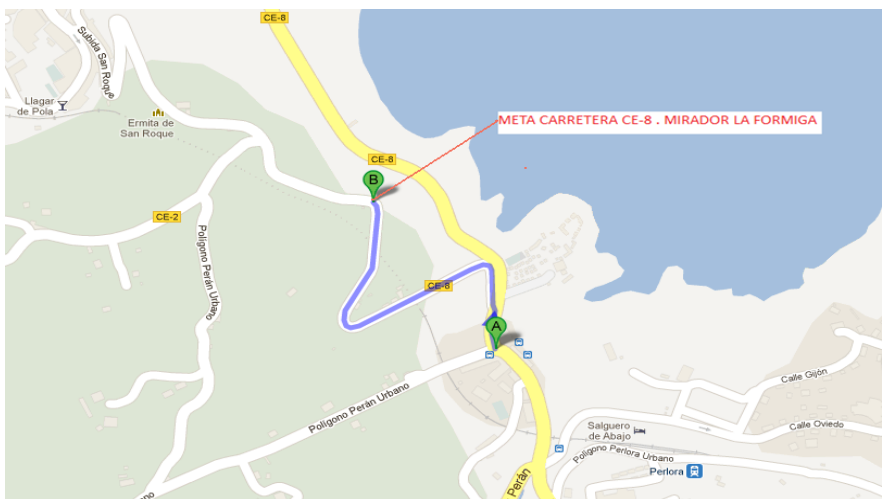 CE-8
Subida San
Roque
Llagar
de Pola
Ermita de
San Roque
META CARRETERA CE-8 . MIRADOR LA FORMIGA
CE-8
B
CE-2
Polígono Perán Urbano
CE-8
A
Polígono Perán Urbano
Calle Gijón
Salguero
de Abajo
Calle Oviedo
Polígono Perlora Urbano
Perlora
Perán